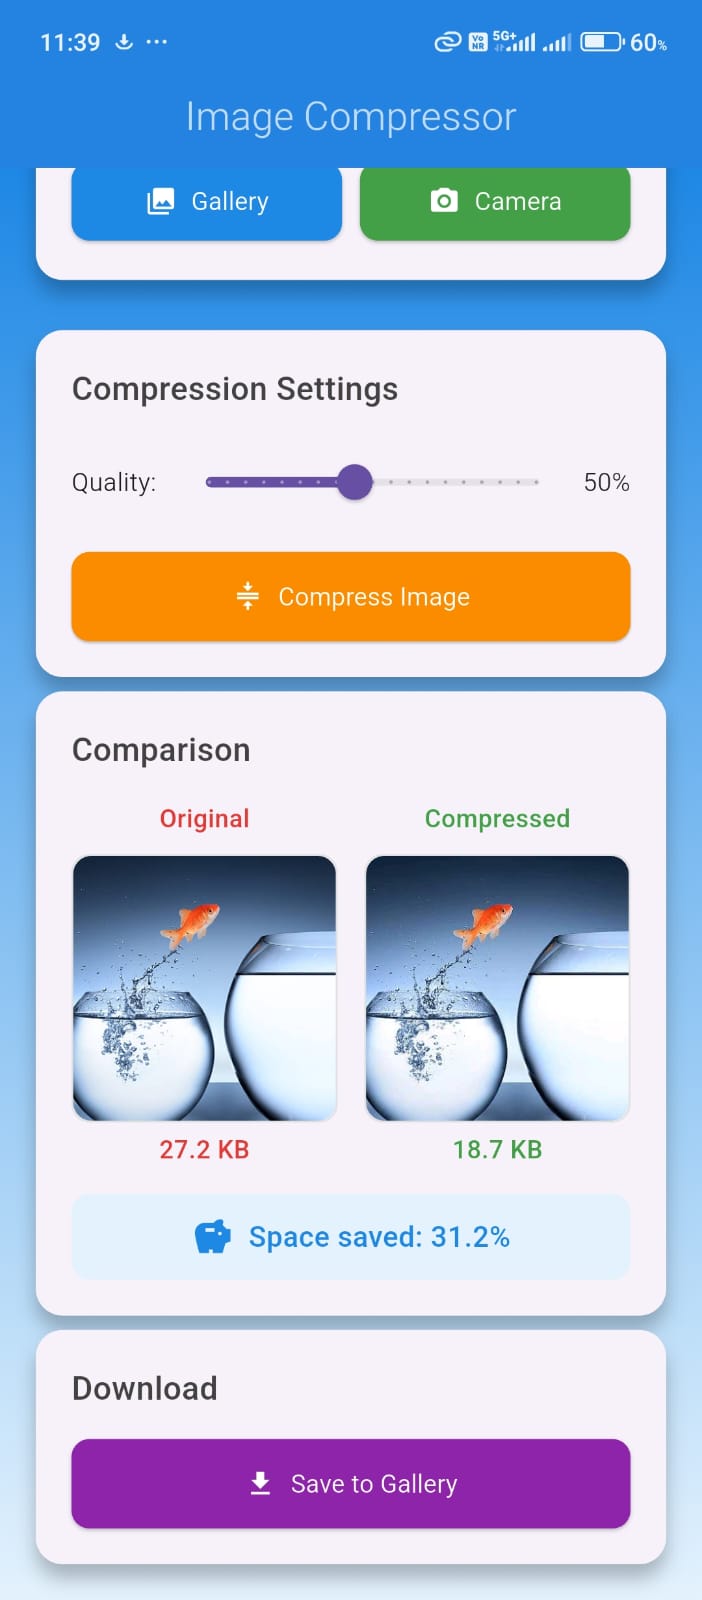 11:39 ... Vo NR 5G+ 60%
Image Compressor
Gallery Camera
Compression Settings
Quality: 50%
Compress Image
Comparison
Original Compressed
27.2 KB 18.7 KB
Space saved: 31.2%
Download
Save to Gallery